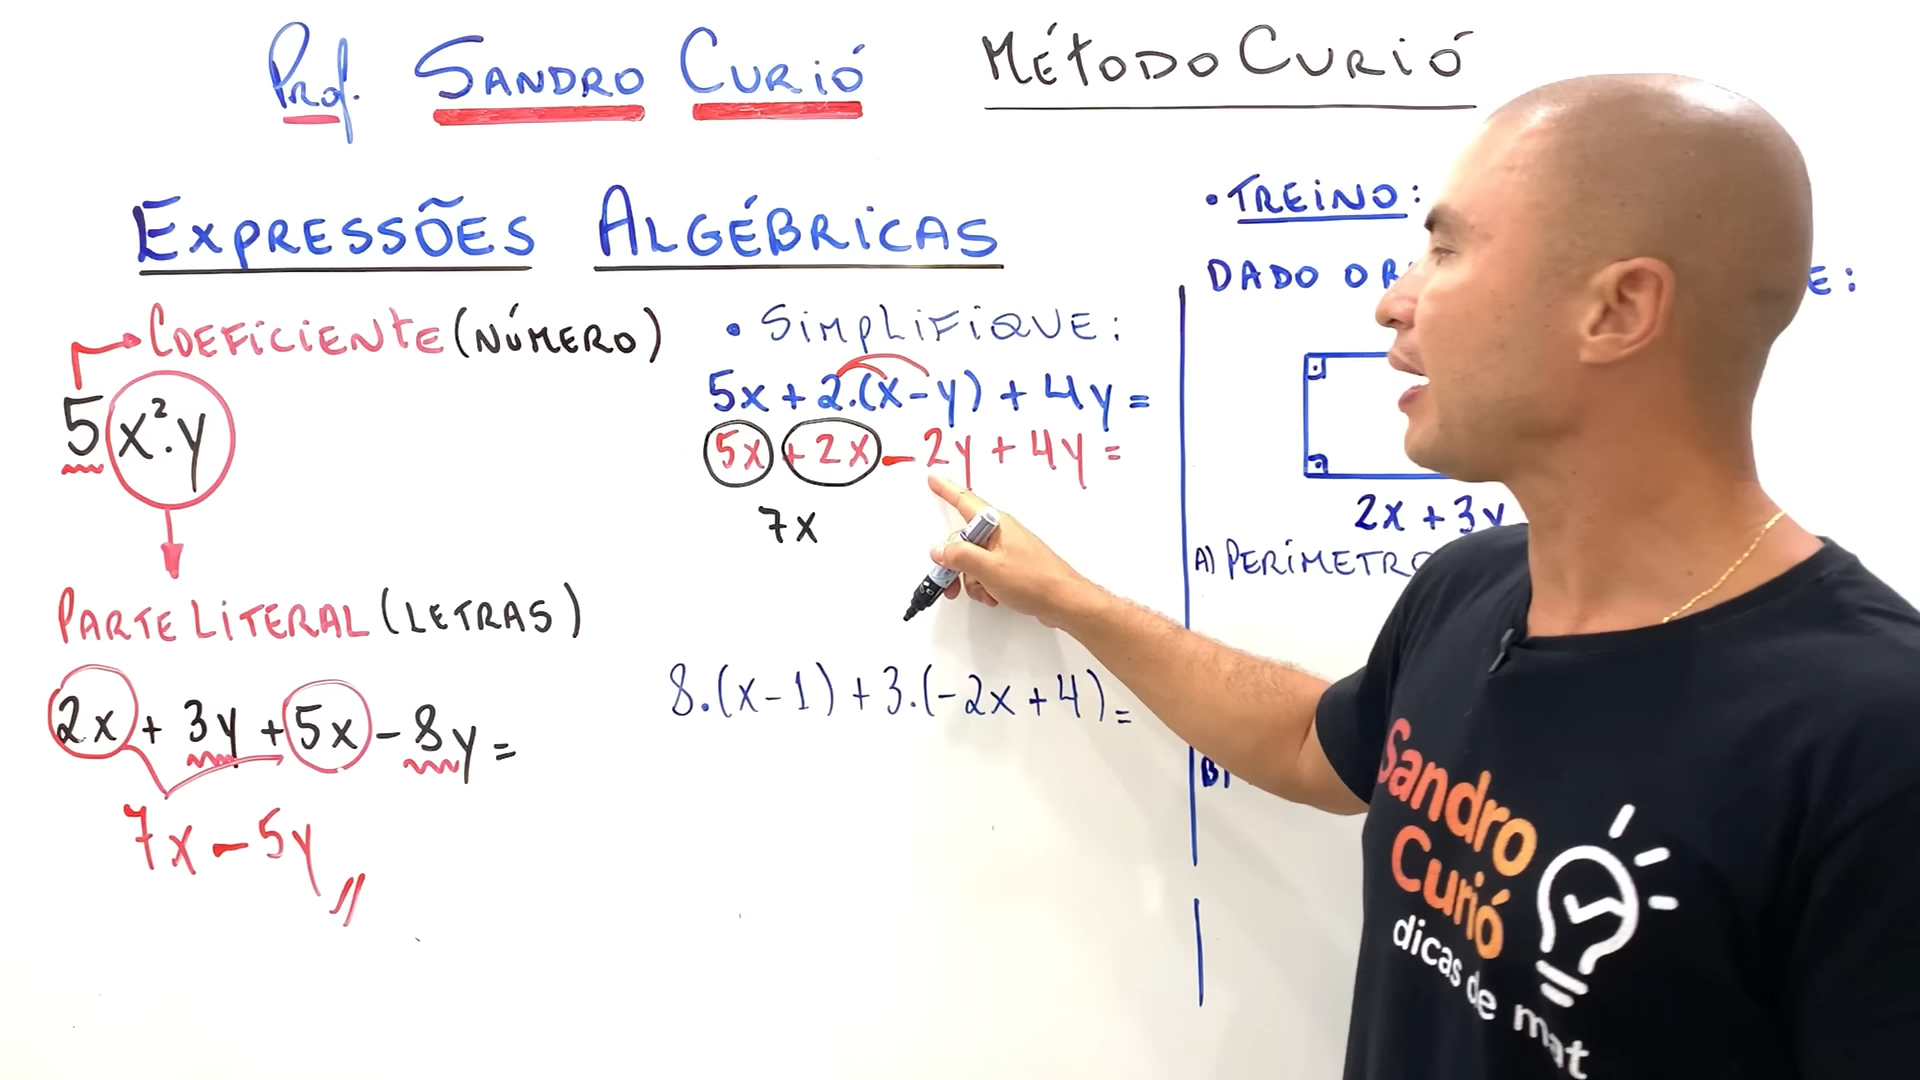 Prof. SANDRO CURIÓ
MÉTODO CURIÓ
EXPRESSÕES ALGÉBRICAS
COEFICIENTE (NÚMERO)
5x².y
PARTE LITERAL (LETRAS)
2x + 3y + 5x - 8y =
7x - 5y
• SIMPLIFIQUE:
5x + 2.(x-y) + 4y =
5x + 2x - 2y + 4y =
7x
8.(x-1) + 3.(-2x+4) =
• TREINO:
DADO O
E:
2x + 3y
A) PERÍMETRO
B)
Sandro
Curió
dicas de mat